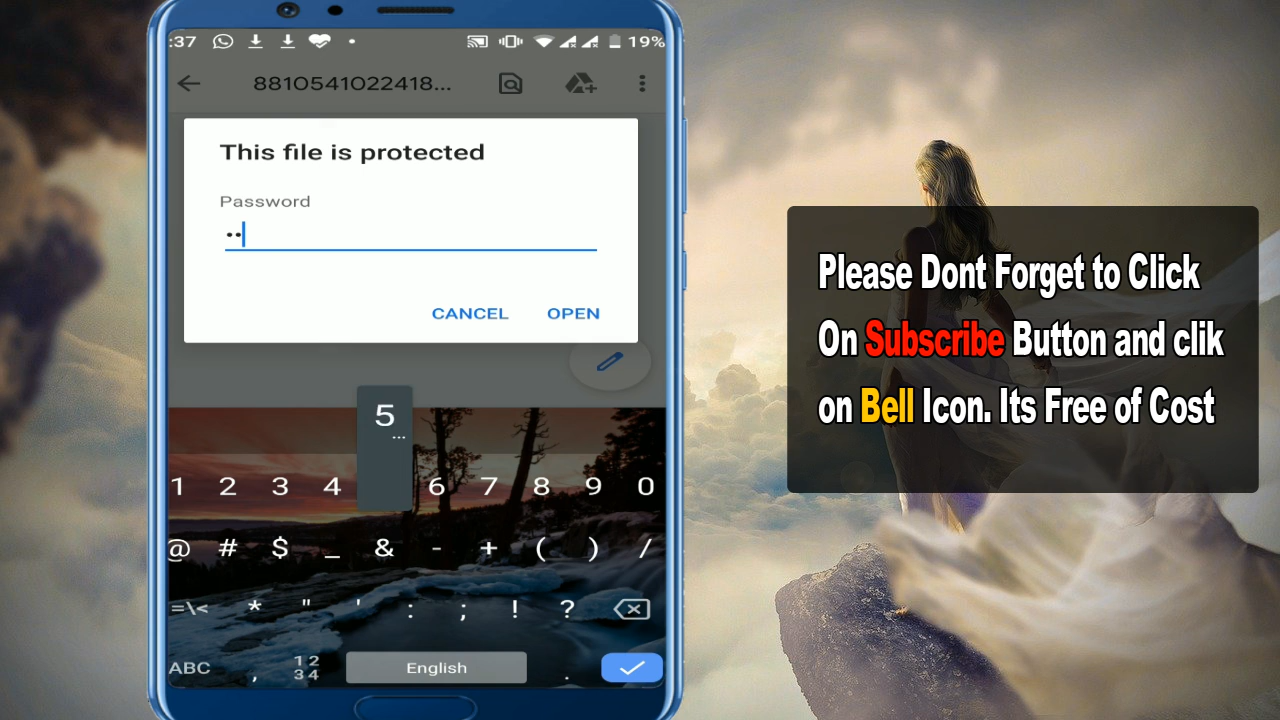 :37
19%
8810541022418...
This file is protected
Password
••
CANCEL OPEN
5
...
1 2 3 4 6 7 8 9 0
@ # $ _ & - + ( ) /
=\< * " ' : ; ! ?
ABC , 12 34 English .
Please Dont Forget to Click
On Subscribe Button and clik
on Bell Icon. Its Free of Cost